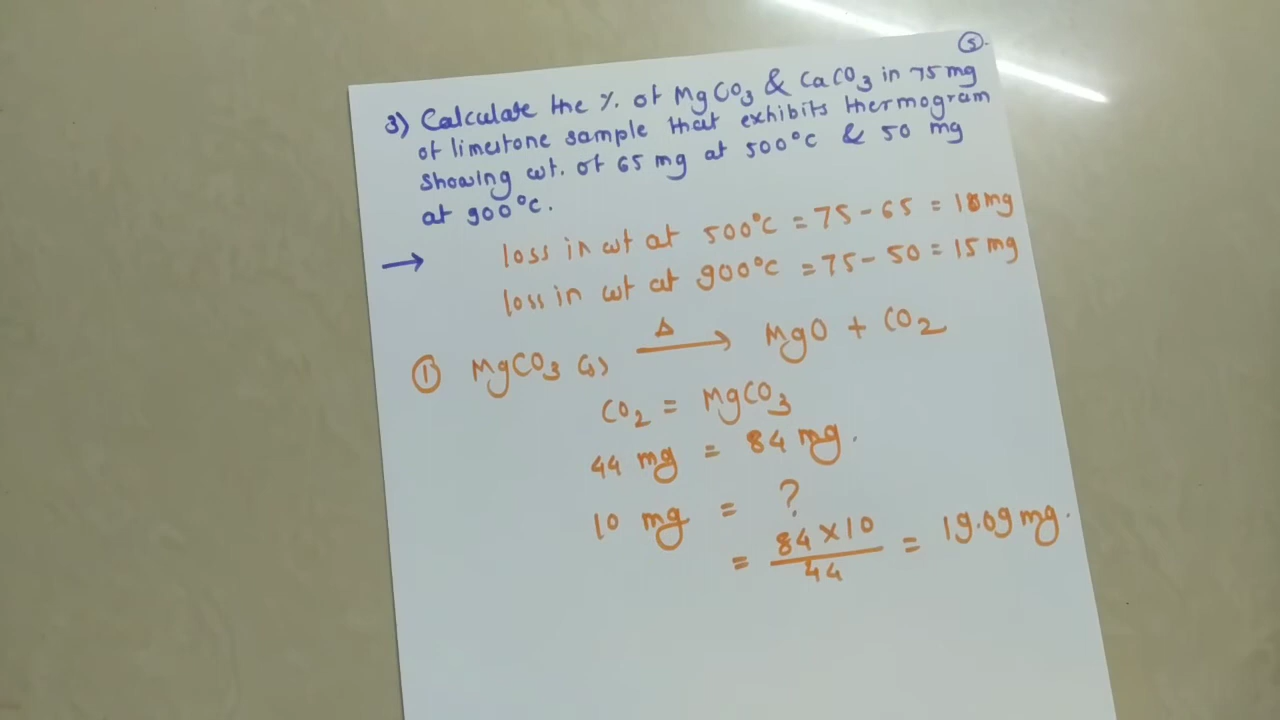 5
3) Calculate the %. of MgCO3 & CaCO3 in 75 mg
of limestone sample that exhibits thermogram
showing wt. of 65 mg at 500°C & 50 mg
at 900°C.
→ loss in wt at 500°C = 75-65 = 10mg
loss in wt at 900°C = 75-50 = 15 mg
① MgCO3 (s) Δ → MgO + CO2
CO2 = MgCO3
44 mg = 84 mg.
10 mg = ?
= 84×10 / 44 = 19.09 mg.